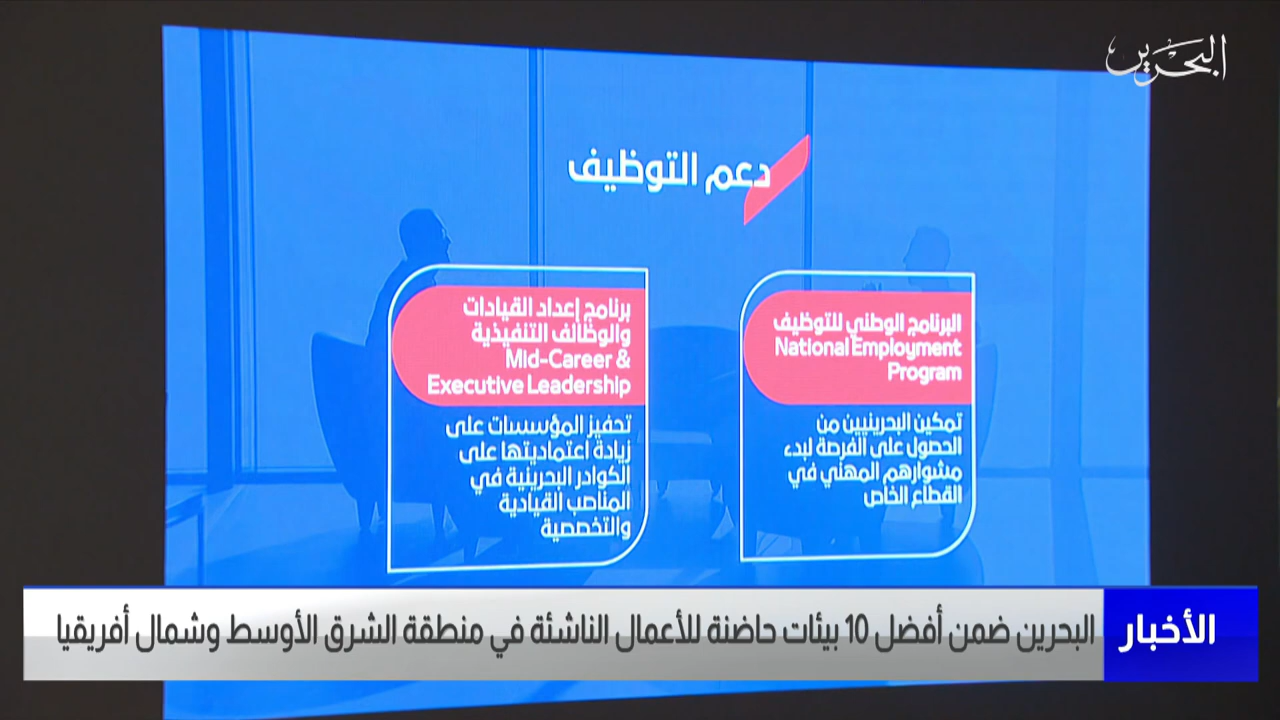 البحرين
دعم التوظيف
البرنامج الوطني للتوظيف
National Employment
Program
تمكين البحرينيين من
الحصول على الفرصة لبدء
مشوارهم المهني في
القطاع الخاص
برنامج إعداد القيادات
والوظائف التنفيذية
Mid-Career &
Executive Leadership
تحفيز المؤسسات على
زيادة اعتماديتها على
الكوادر البحرينية في
المناصب القيادية
والتخصصية
الأخبار
البحرين ضمن أفضل 10 بيئات حاضنة للأعمال الناشئة في منطقة الشرق الأوسط وشمال أفريقيا